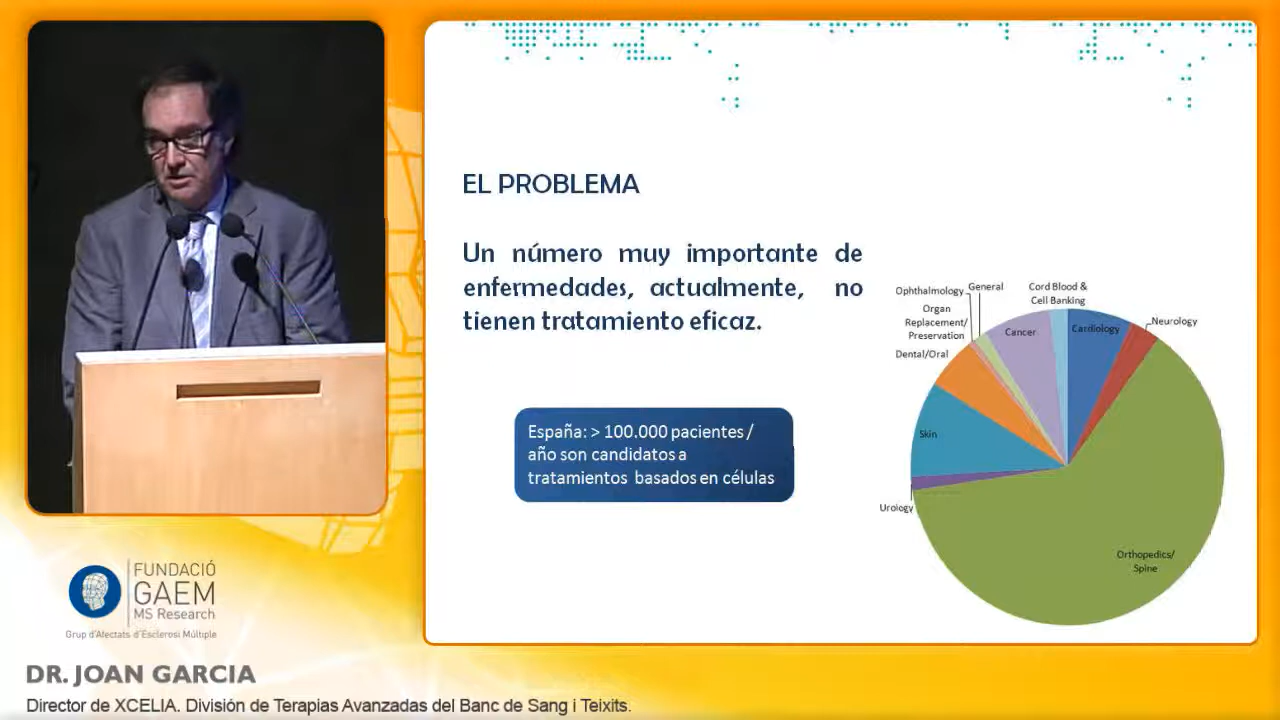 EL PROBLEMA
Un número muy importante de
enfermedades, actualmente, no
tienen tratamiento eficaz.
España: > 100.000 pacientes /
año son candidatos a
tratamientos basados en células
Ophthalmology
General
Cord Blood &
Cell Banking
Organ
Replacement/
Preservation
Dental/Oral
Cancer
Cardiology
Neurology
Skin
Urology
Orthopedics/
Spine
FUNDACIÓ
GAEM
MS Research
Grup d'Afectats d'Esclerosi Múltiple
DR. JOAN GARCIA
Director de XCELIA. División de Terapias Avanzadas del Banc de Sang i Teixits.